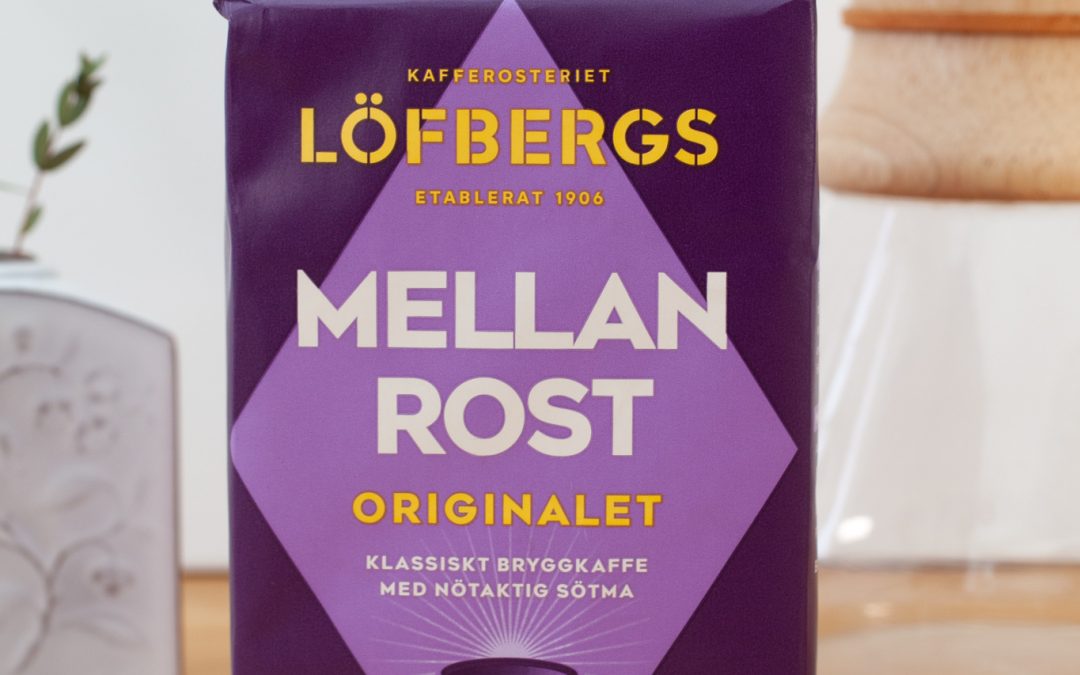 KAFFEROSTERIET
LÖFBERGS
ETABLERAT 1906
MELLAN
ROST
ORIGINALET
KLASSISKT BRYGGKAFFE
MED NÖTAKTIG SÖTMA